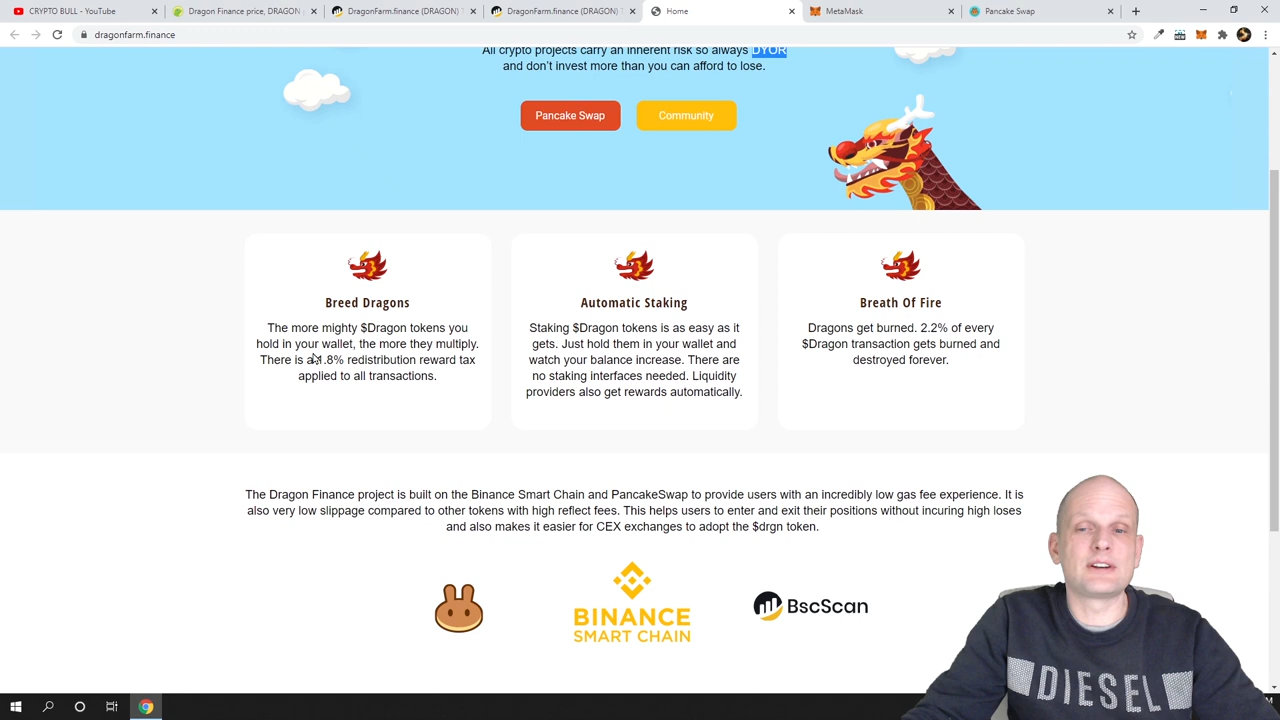 CRYPTO BULL - YouTube
Dragon Finance price, DRAGON
DragonFarm.finance (DRAGON) T
DragonFarm.finance (DRAGON) T
Home
MetaMask
Pancake Swap
dragonfarm.finance
All crypto projects carry an inherent risk so always DYOR
and don't invest more than you can afford to lose.
Pancake Swap
Community
Breed Dragons
The more mighty $Dragon tokens you
hold in your wallet, the more they multiply.
There is a 1.8% redistribution reward tax
applied to all transactions.
Automatic Staking
Staking $Dragon tokens is as easy as it
gets. Just hold them in your wallet and
watch your balance increase. There are
no staking interfaces needed. Liquidity
providers also get rewards automatically.
Breath Of Fire
Dragons get burned. 2.2% of every
$Dragon transaction gets burned and
destroyed forever.
The Dragon Finance project is built on the Binance Smart Chain and PancakeSwap to provide users with an incredibly low gas fee experience. It is
also very low slippage compared to other tokens with high reflect fees. This helps users to enter and exit their positions without incuring high loses
and also makes it easier for CEX exchanges to adopt the $drgn token.
BINANCE
SMART CHAIN
BscScan
DIESEL